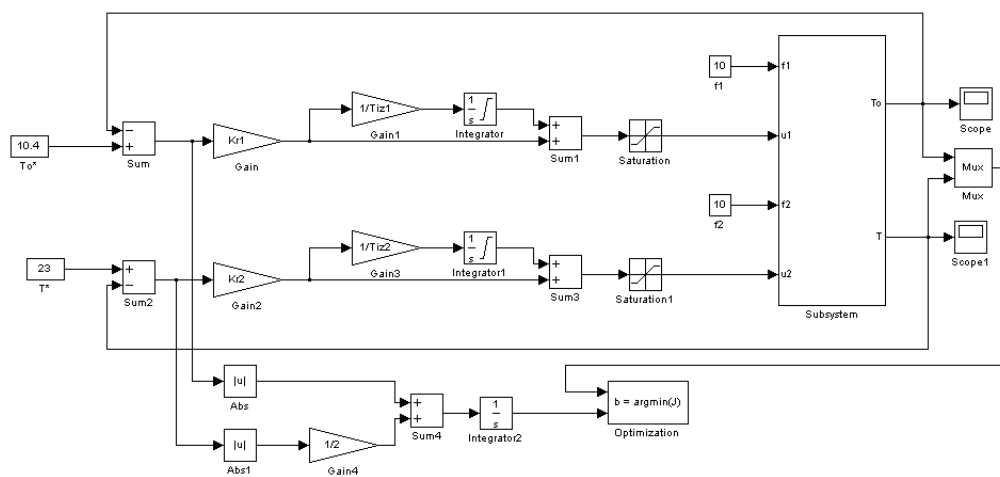 10.4
To*
−
+
Sum
Kr1
Gain
1/Tiz1
Gain1
1
s
Integrator
+
+
Sum1
Saturation
10
f1
f1
u1
f2
u2
To
T
Subsystem
Scope
Mux
Mux
Scope1
10
f2
23
T*
+
−
Sum2
Kr2
Gain2
1/Tiz2
Gain3
1
s
Integrator1
+
+
Sum3
Saturation1
|u|
Abs
|u|
Abs1
1/2
Gain4
+
+
Sum4
1
s
Integrator2
b = argmin(J)
Optimization